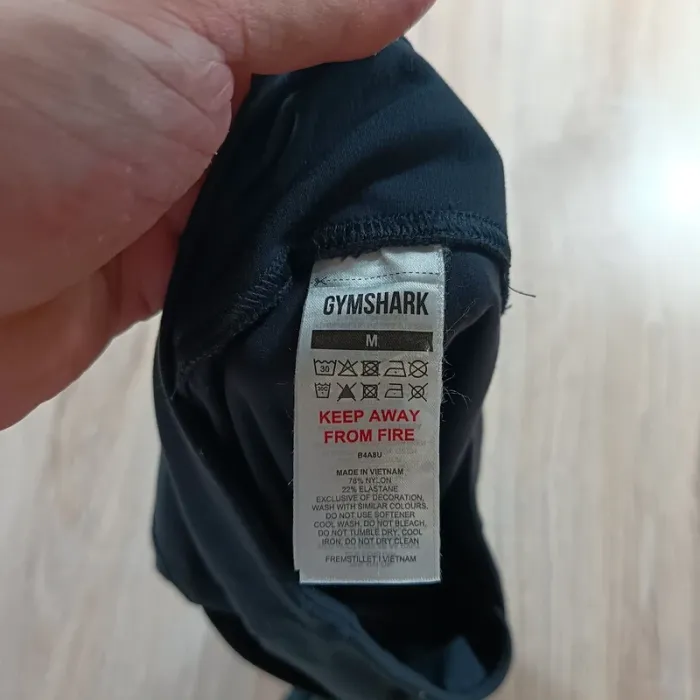 GYMSHARK
M
30
KEEP AWAY
FROM FIRE
B4A8U
MADE IN VIETNAM
78% NYLON
22% ELASTANE
EXCLUSIVE OF DECORATION,
WASH WITH SIMILAR COLOURS,
DO NOT USE SOFTENER
COOL WASH, DO NOT BLEACH,
DO NOT TUMBLE DRY, COOL
IRON, DO NOT DRY CLEAN
FREMSTILLET I VIETNAM